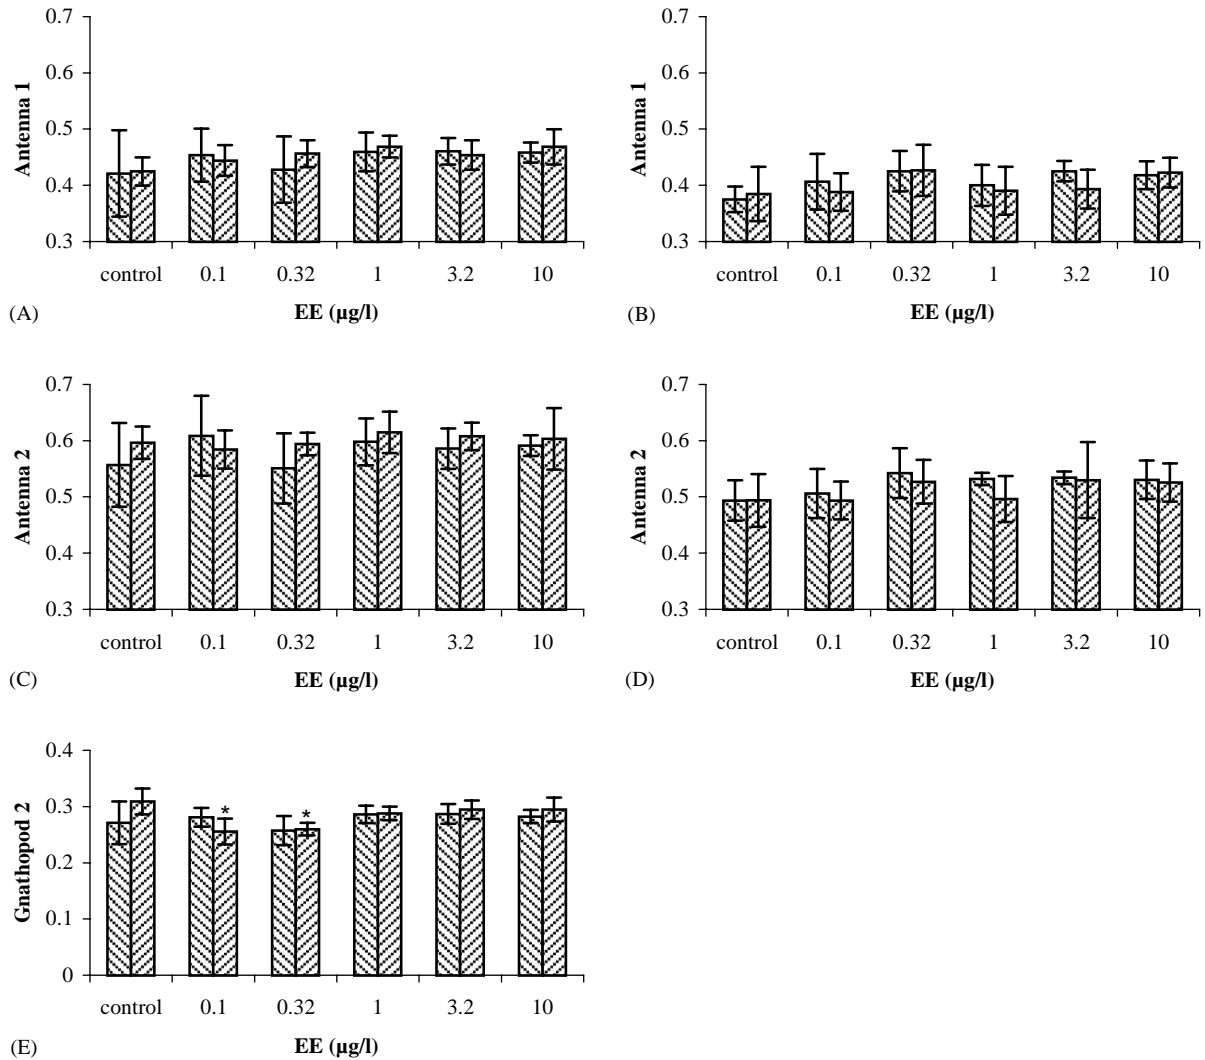 0.7
0.6
0.5
0.4
0.3
Antenna 1
control 0.1 0.32 1 3.2 10
EE (µg/l)
(A)
0.7
0.6
0.5
0.4
0.3
Antenna 1
control 0.1 0.32 1 3.2 10
EE (µg/l)
(B)
0.7
0.6
0.5
0.4
0.3
Antenna 2
control 0.1 0.32 1 3.2 10
EE (µg/l)
(C)
0.7
0.6
0.5
0.4
0.3
Antenna 2
control 0.1 0.32 1 3.2 10
EE (µg/l)
(D)
0.4
0.3
0.2
0.1
0
Gnathopod 2
* *
control 0.1 0.32 1 3.2 10
EE (µg/l)
(E)